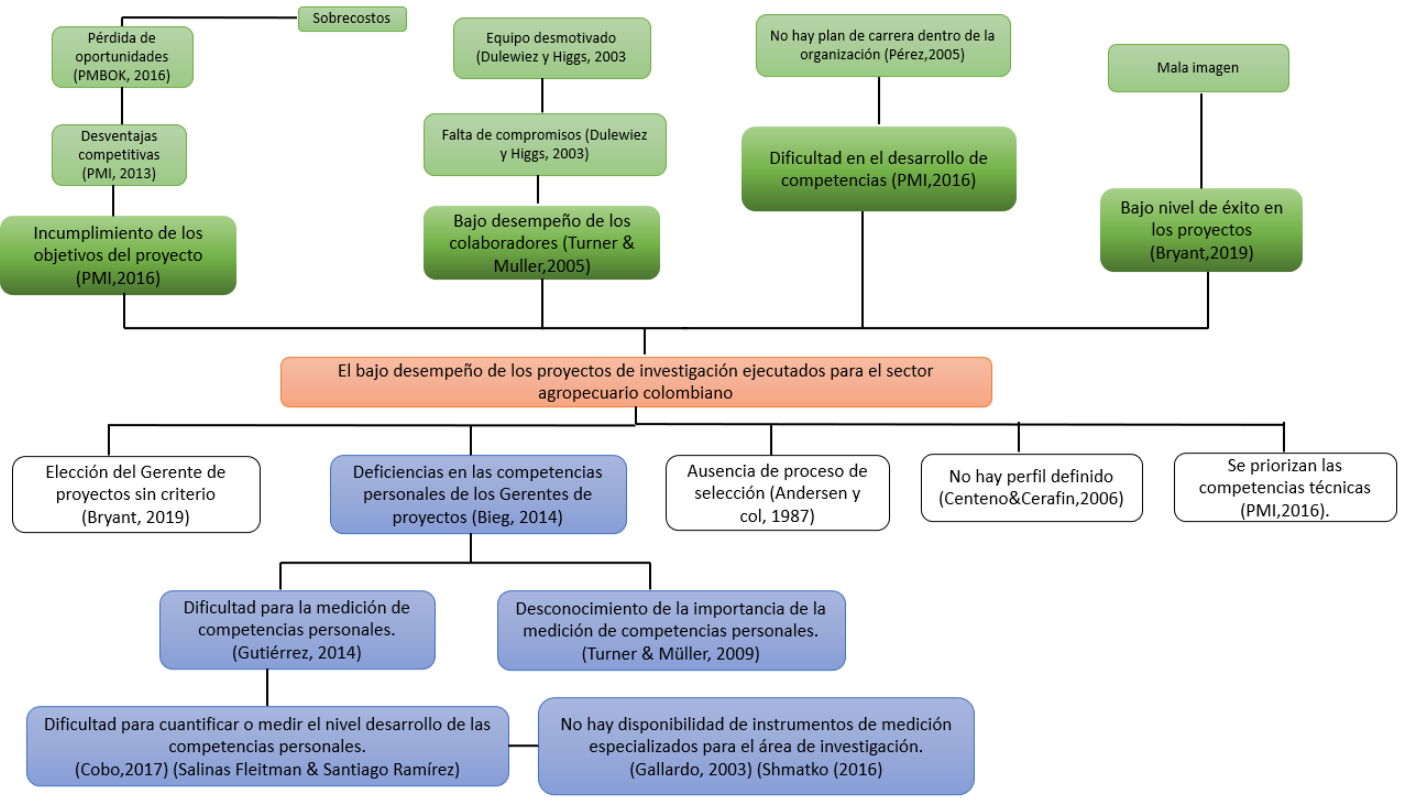 Sobrecostos
Pérdida de
oportunidades
(PMBOK, 2016)
Equipo desmotivado
(Dulewiez y Higgs, 2003
No hay plan de carrera dentro de la
organización (Pérez,2005)
Mala imagen
Desventajas
competitivas
(PMI, 2013)
Falta de compromisos (Dulewiez
y Higgs, 2003)
Dificultad en el desarrollo de
competencias (PMI,2016)
Incumplimiento de los
objetivos del proyecto
(PMI,2016)
Bajo desempeño de los
colaboradores (Turner &
Muller,2005)
Bajo nivel de éxito en
los proyectos
(Bryant,2019)
El bajo desempeño de los proyectos de investigación ejecutados para el sector
agropecuario colombiano
Elección del Gerente de
proyectos sin criterio
(Bryant, 2019)
Deficiencias en las competencias
personales de los Gerentes de
proyectos (Bieg, 2014)
Ausencia de proceso de
selección (Andersen y
col, 1987)
No hay perfil definido
(Centeno&Cerafin,2006)
Se priorizan las
competencias técnicas
(PMI,2016).
Dificultad para la medición de
competencias personales.
(Gutiérrez, 2014)
Desconocimiento de la importancia de la
medición de competencias personales.
(Turner & Müller, 2009)
Dificultad para cuantificar o medir el nivel desarrollo de las
competencias personales.
(Cobo,2017) (Salinas Fleitman & Santiago Ramírez)
No hay disponibilidad de instrumentos de medición
especializados para el área de investigación.
(Gallardo, 2003) (Shmatko (2016)